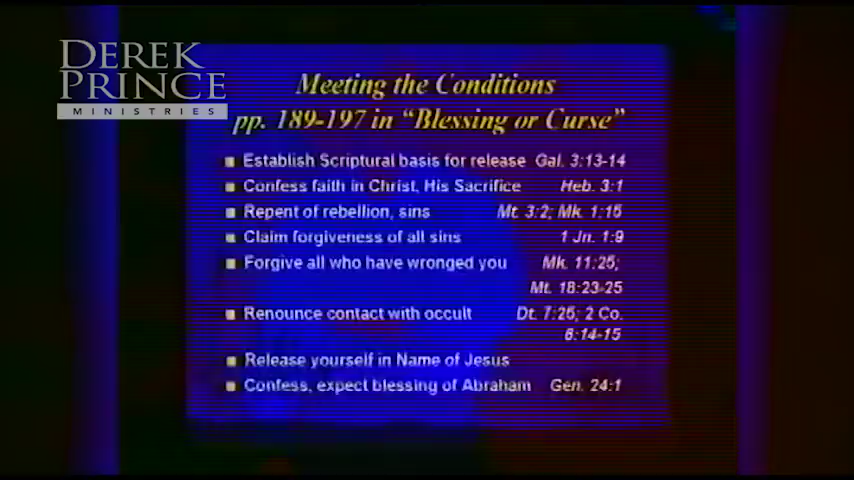 DEREK
PRINCE
MINISTRIES
Meeting the Conditions
pp. 189-197 in “Blessing or Curse”
Establish Scriptural basis for release Gal. 3:13-14
Confess faith in Christ, His Sacrifice Heb. 3:1
Repent of rebellion, sins Mt. 3:2; Mk. 1:15
Claim forgiveness of all sins 1 Jn. 1:9
Forgive all who have wronged you Mk. 11:25;
Mt. 18:23-25
Renounce contact with occult Dt. 7:26; 2 Co.
6:14-15
Release yourself in Name of Jesus
Confess, expect blessing of Abraham Gen. 24:1